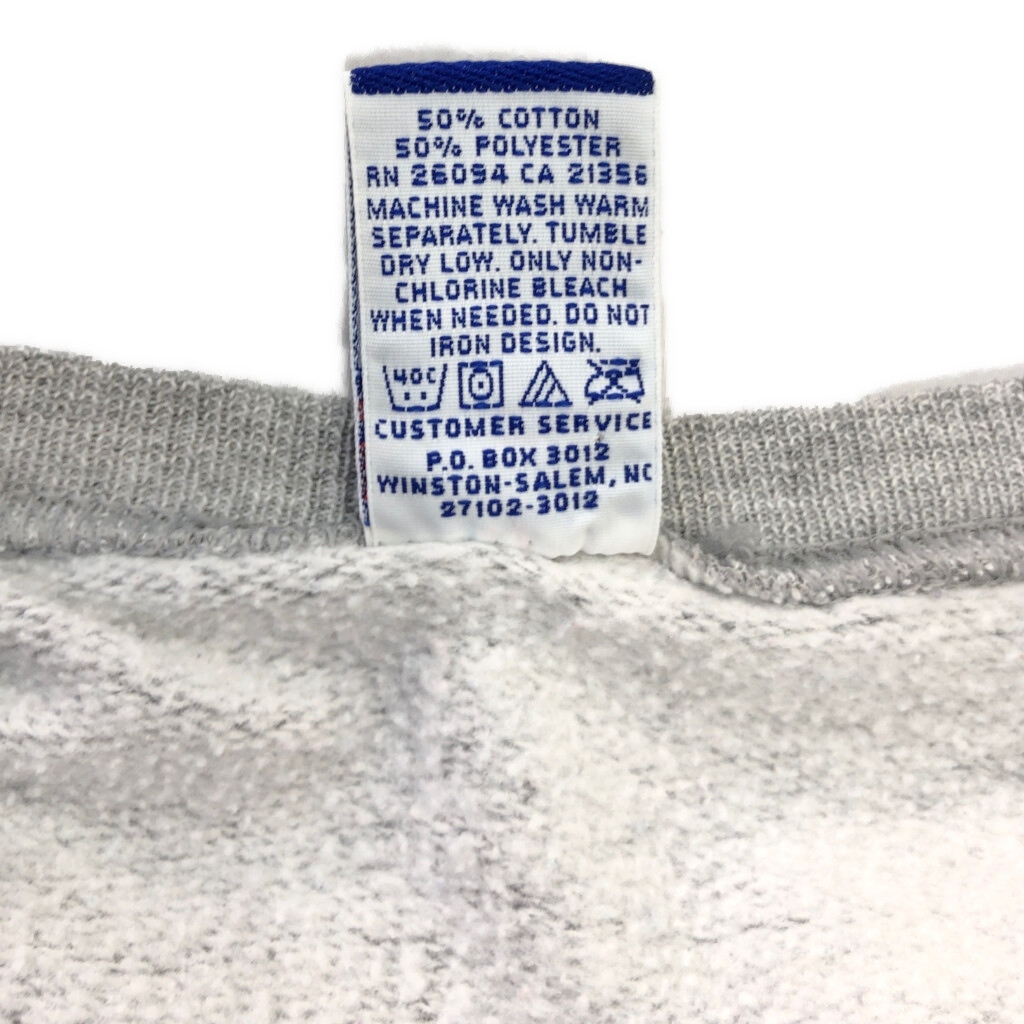 50% COTTON
50% POLYESTER
RN 26094 CA 21356
MACHINE WASH WARM
SEPARATELY. TUMBLE
DRY LOW. ONLY NON-
CHLORINE BLEACH
WHEN NEEDED. DO NOT
IRON DESIGN.
40C
CUSTOMER SERVICE
P.O. BOX 3012
WINSTON-SALEM, NC
27102-3012